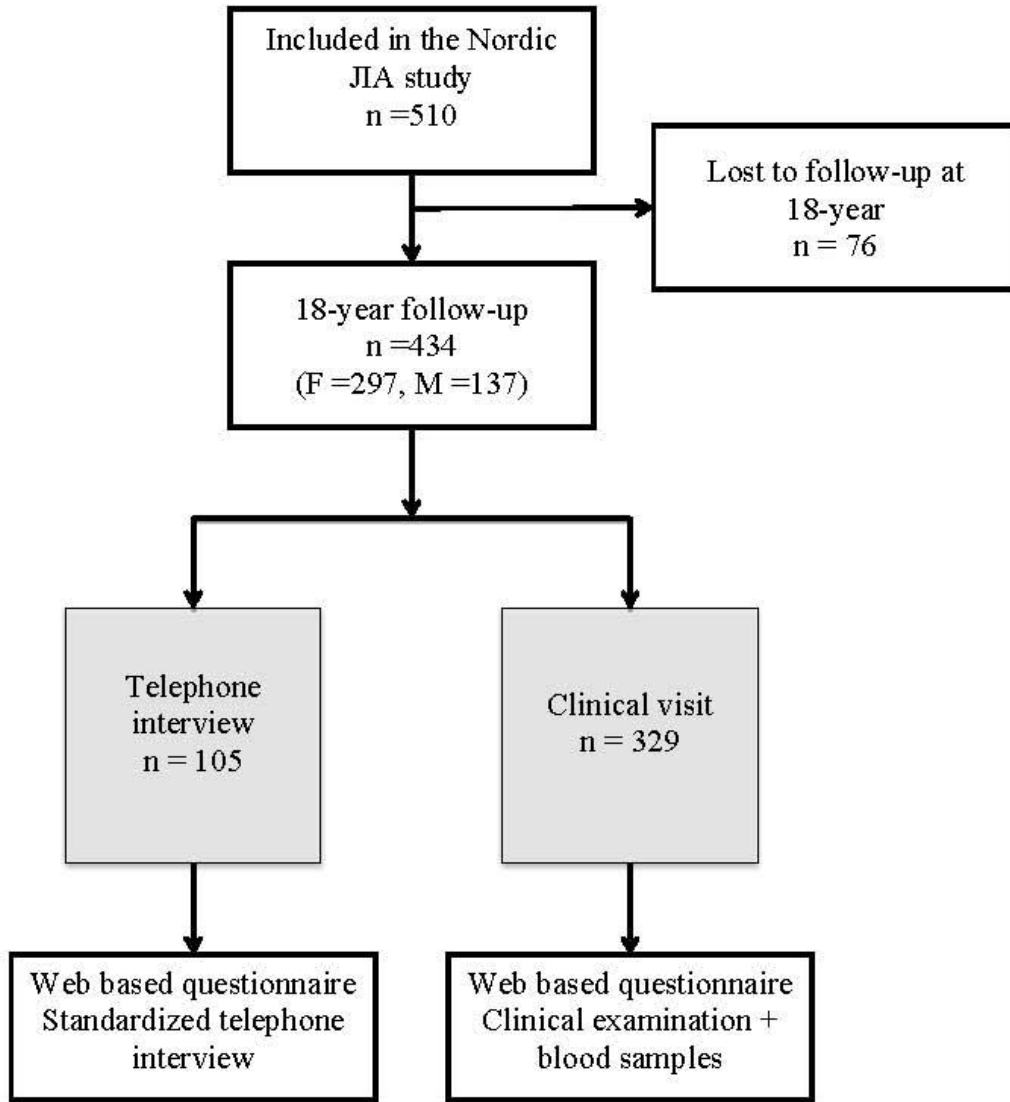 Included in the Nordic
JIA study
n =510
Lost to follow-up at
18-year
n = 76
18-year follow-up
n =434
(F =297, M =137)
Telephone
interview
n = 105
Clinical visit
n = 329
Web based questionnaire
Standardized telephone
interview
Web based questionnaire
Clinical examination +
blood samples